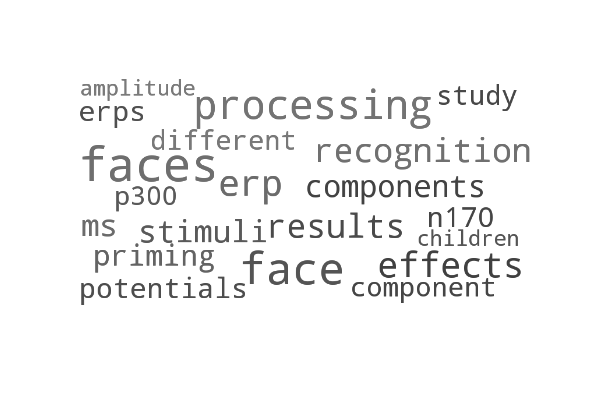 amplitude processing study
erps
different recognition
faces erp components
p300
ms stimuli results n170
children
priming face effects
potentials component